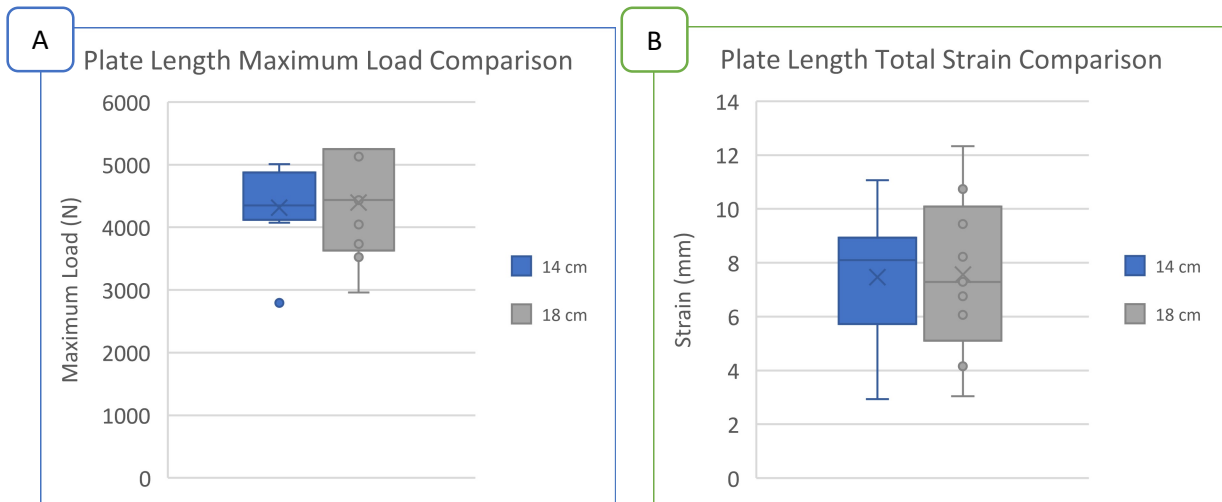 A
Plate Length Maximum Load Comparison
6000
5000
4000
3000
2000
1000
0
Maximum Load (N)
14 cm
18 cm
B
Plate Length Total Strain Comparison
14
12
10
8
6
4
2
0
Strain (mm)
14 cm
18 cm